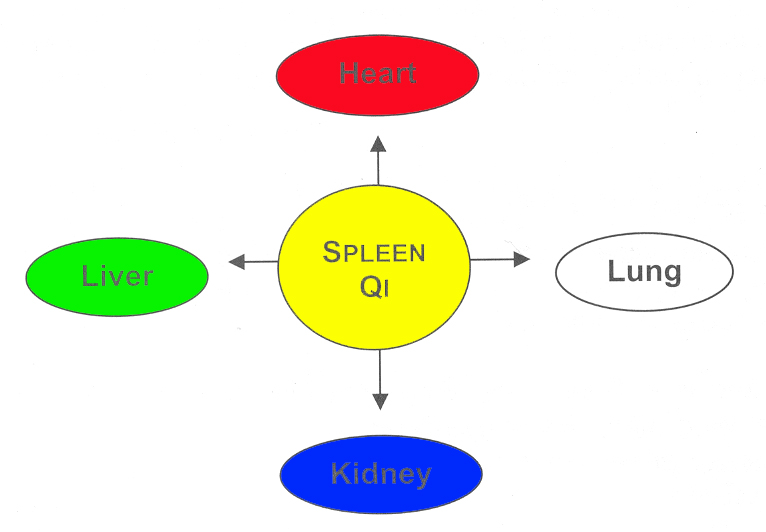 Heart
SPLEEN
QI
Liver
Lung
Kidney